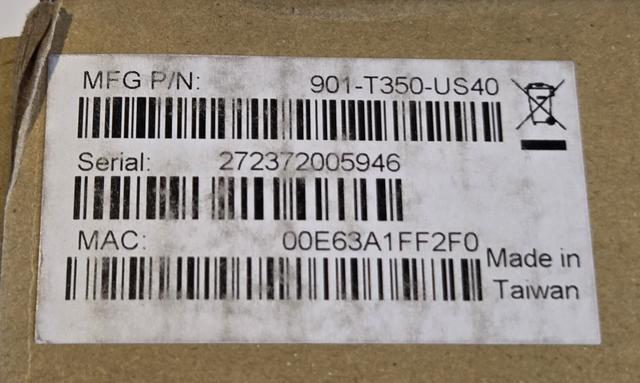 MFG P/N: 901-T350-US40
Serial: 272372005946
MAC: 00E63A1FF2F0
Made in
Taiwan